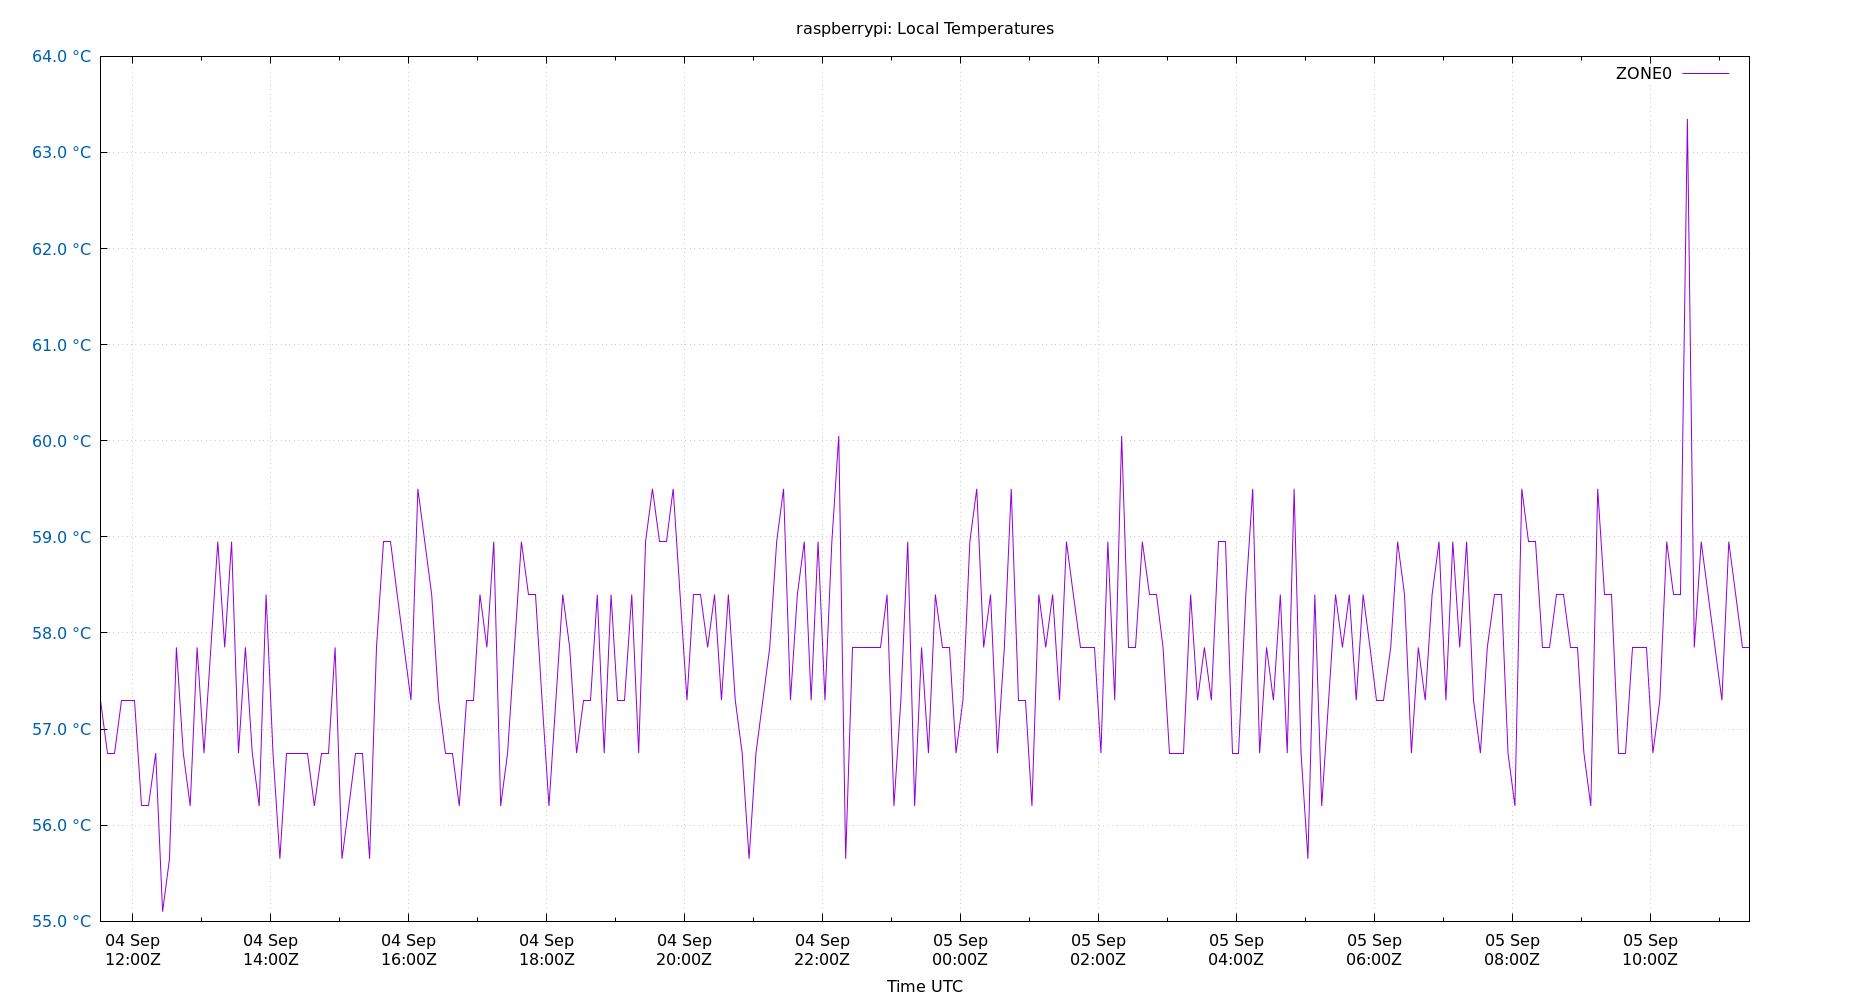 raspberrypi: Local Temperatures
64.0 °C
ZONE0
63.0 °C
62.0 °C
61.0 °C
60.0 °C
59.0 °C
58.0 °C
57.0 °C
56.0 °C
55.0 °C
04 Sep 04 Sep 04 Sep 04 Sep 04 Sep 04 Sep 05 Sep 05 Sep 05 Sep 05 Sep 05 Sep 05 Sep
12:00Z 14:00Z 16:00Z 18:00Z 20:00Z 22:00Z 00:00Z 02:00Z 04:00Z 06:00Z 08:00Z 10:00Z
Time UTC